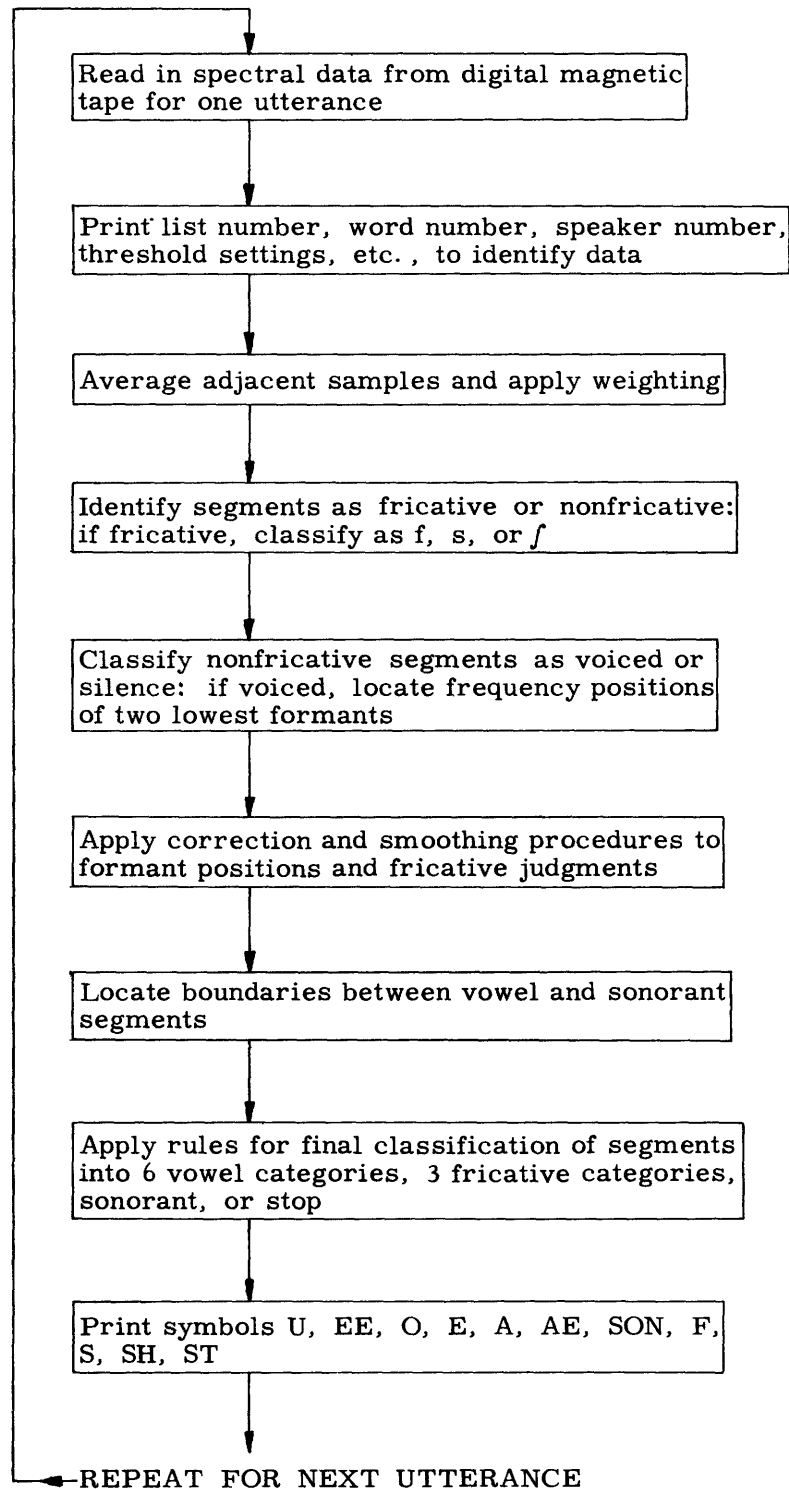 Read in spectral data from digital magnetic
tape for one utterance
Print list number, word number, speaker number,
threshold settings, etc., to identify data
Average adjacent samples and apply weighting
Identify segments as fricative or nonfricative:
if fricative, classify as f, s, or ʃ
Classify nonfricative segments as voiced or
silence: if voiced, locate frequency positions
of two lowest formants
Apply correction and smoothing procedures to
formant positions and fricative judgments
Locate boundaries between vowel and sonorant
segments
Apply rules for final classification of segments
into 6 vowel categories, 3 fricative categories,
sonorant, or stop
Print symbols U, EE, O, E, A, AE, SON, F,
S, SH, ST
REPEAT FOR NEXT UTTERANCE